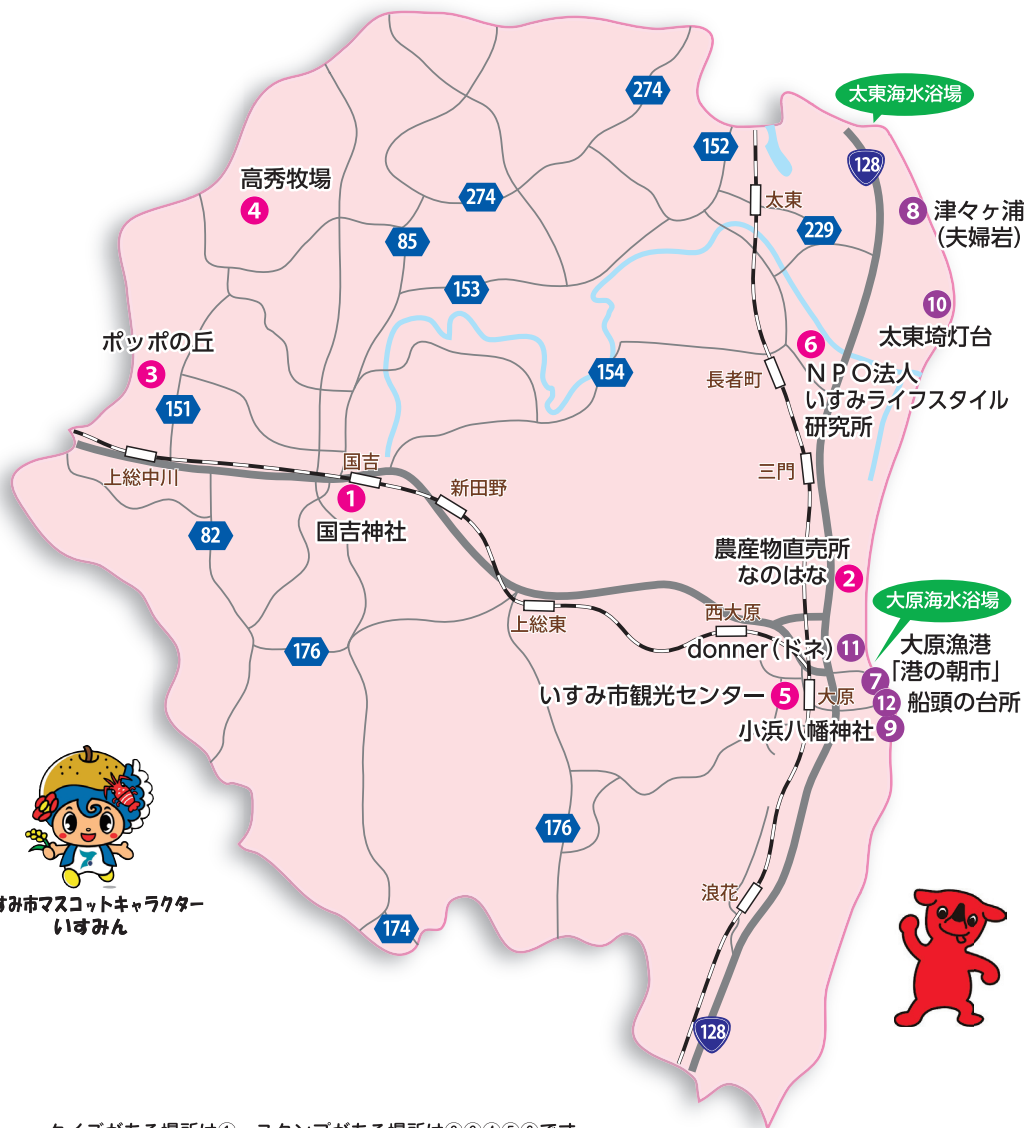 太東海水浴場
274
152
128
高秀牧場
4
274
太東
8
津々ヶ浦
(夫婦岩)
85
229
153
10
太東埼灯台
ポッポの丘
3
6
NPO法人
いすみライフスタイル
研究所
154
長者町
151
上総中川
国吉
三門
1
新田野
国吉神社
82
農産物直売所
なのはな
2
大原海水浴場
上総東
西大原
176
donner(ドネ)
11
大原漁港
「港の朝市」
7
いすみ市観光センター
5
大原
12
船頭の台所
小浜八幡神社
9
176
浪花
すみ市マスコットキャラクター
いすみん
174
128